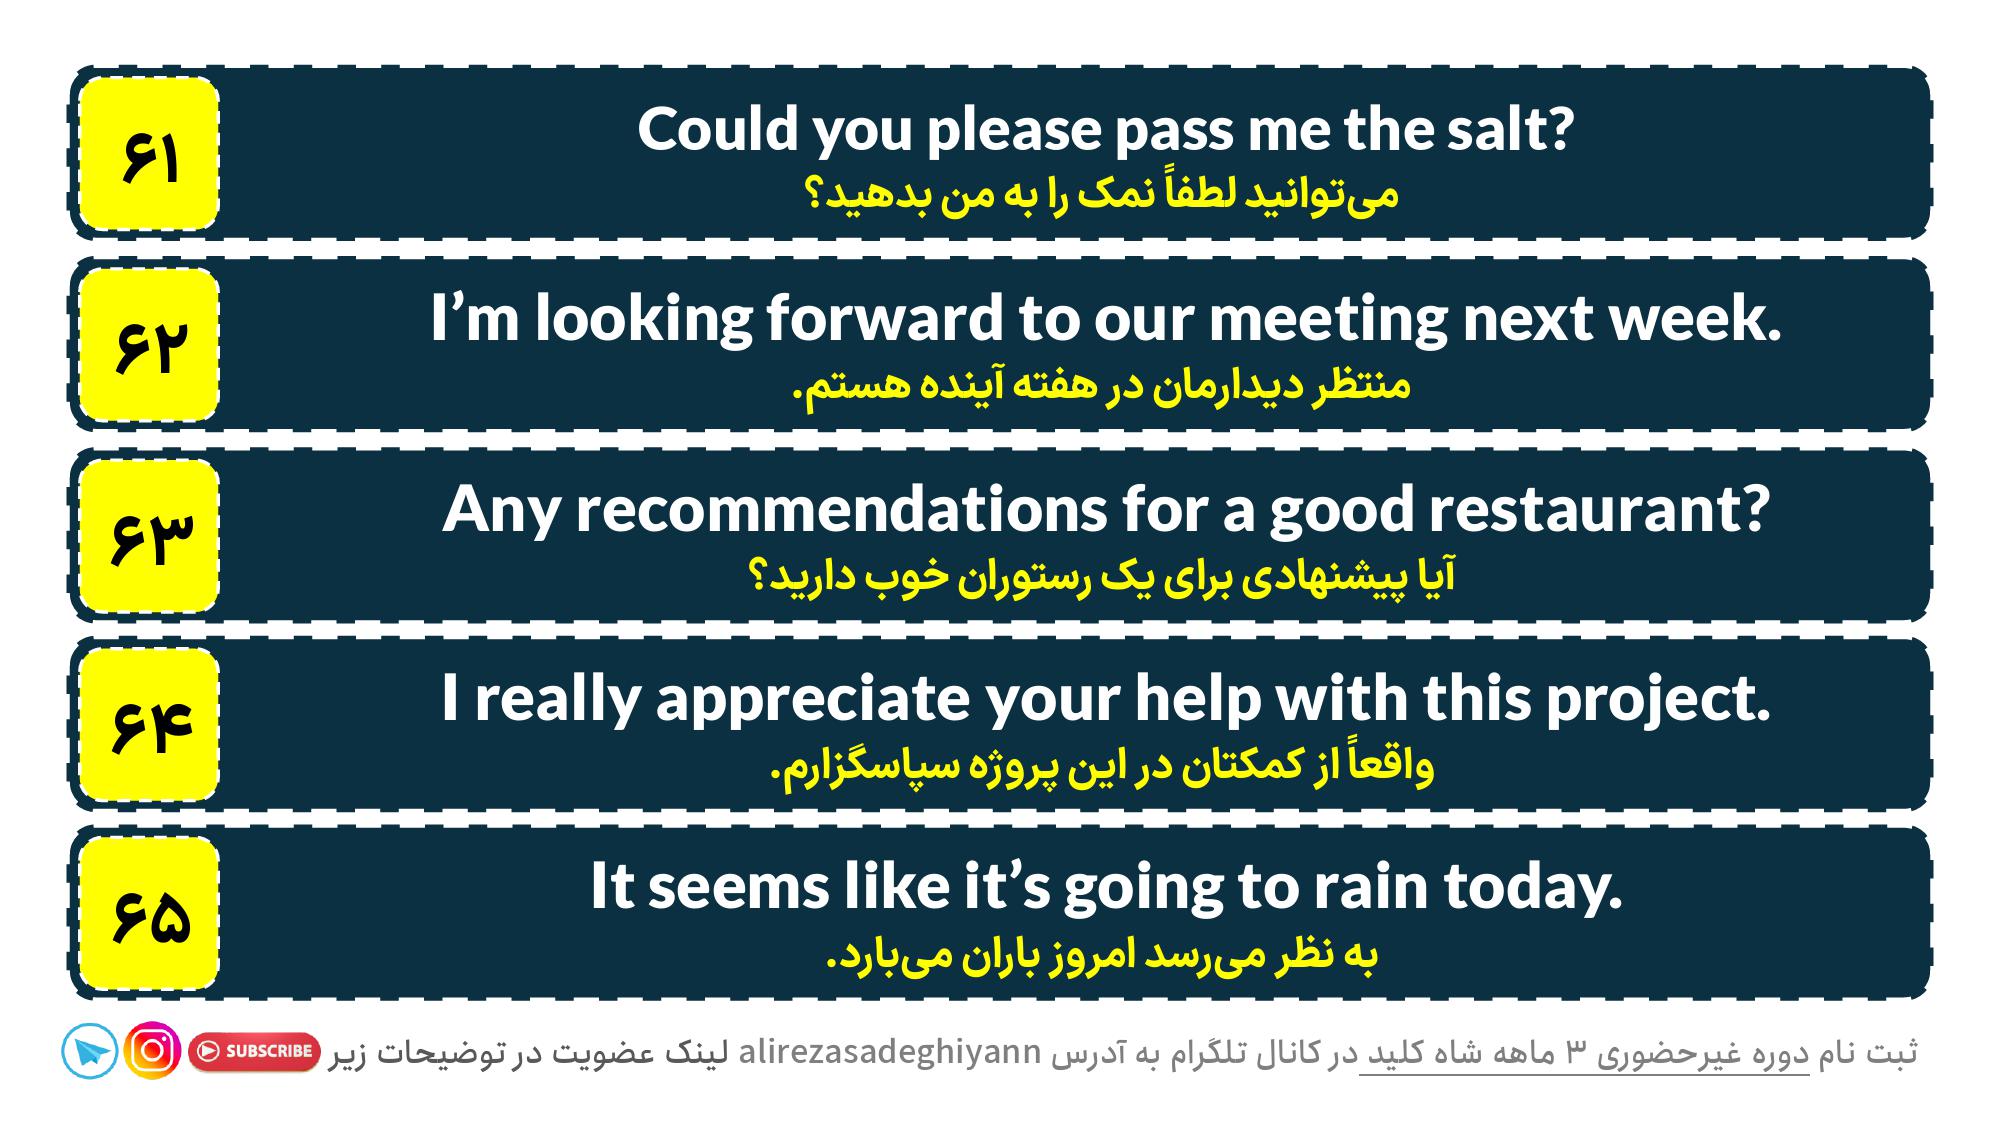 ۶۱
Could you please pass me the salt?
می‌توانید لطفاً نمک را به من بدهید؟
۶۲
I’m looking forward to our meeting next week.
منتظر دیدارمان در هفته آینده هستم.
۶۳
Any recommendations for a good restaurant?
آیا پیشنهادی برای یک رستوران خوب دارید؟
۶۴
I really appreciate your help with this project.
واقعاً از کمکتان در این پروژه سپاسگزارم.
۶۵
It seems like it’s going to rain today.
به نظر می‌رسد امروز باران می‌بارد.
ثبت نام دوره غیرحضوری ۳ ماهه شاه کلید در کانال تلگرام به آدرس alirezasadeghiyann لینک عضویت در توضیحات زیر SUBSCRIBE